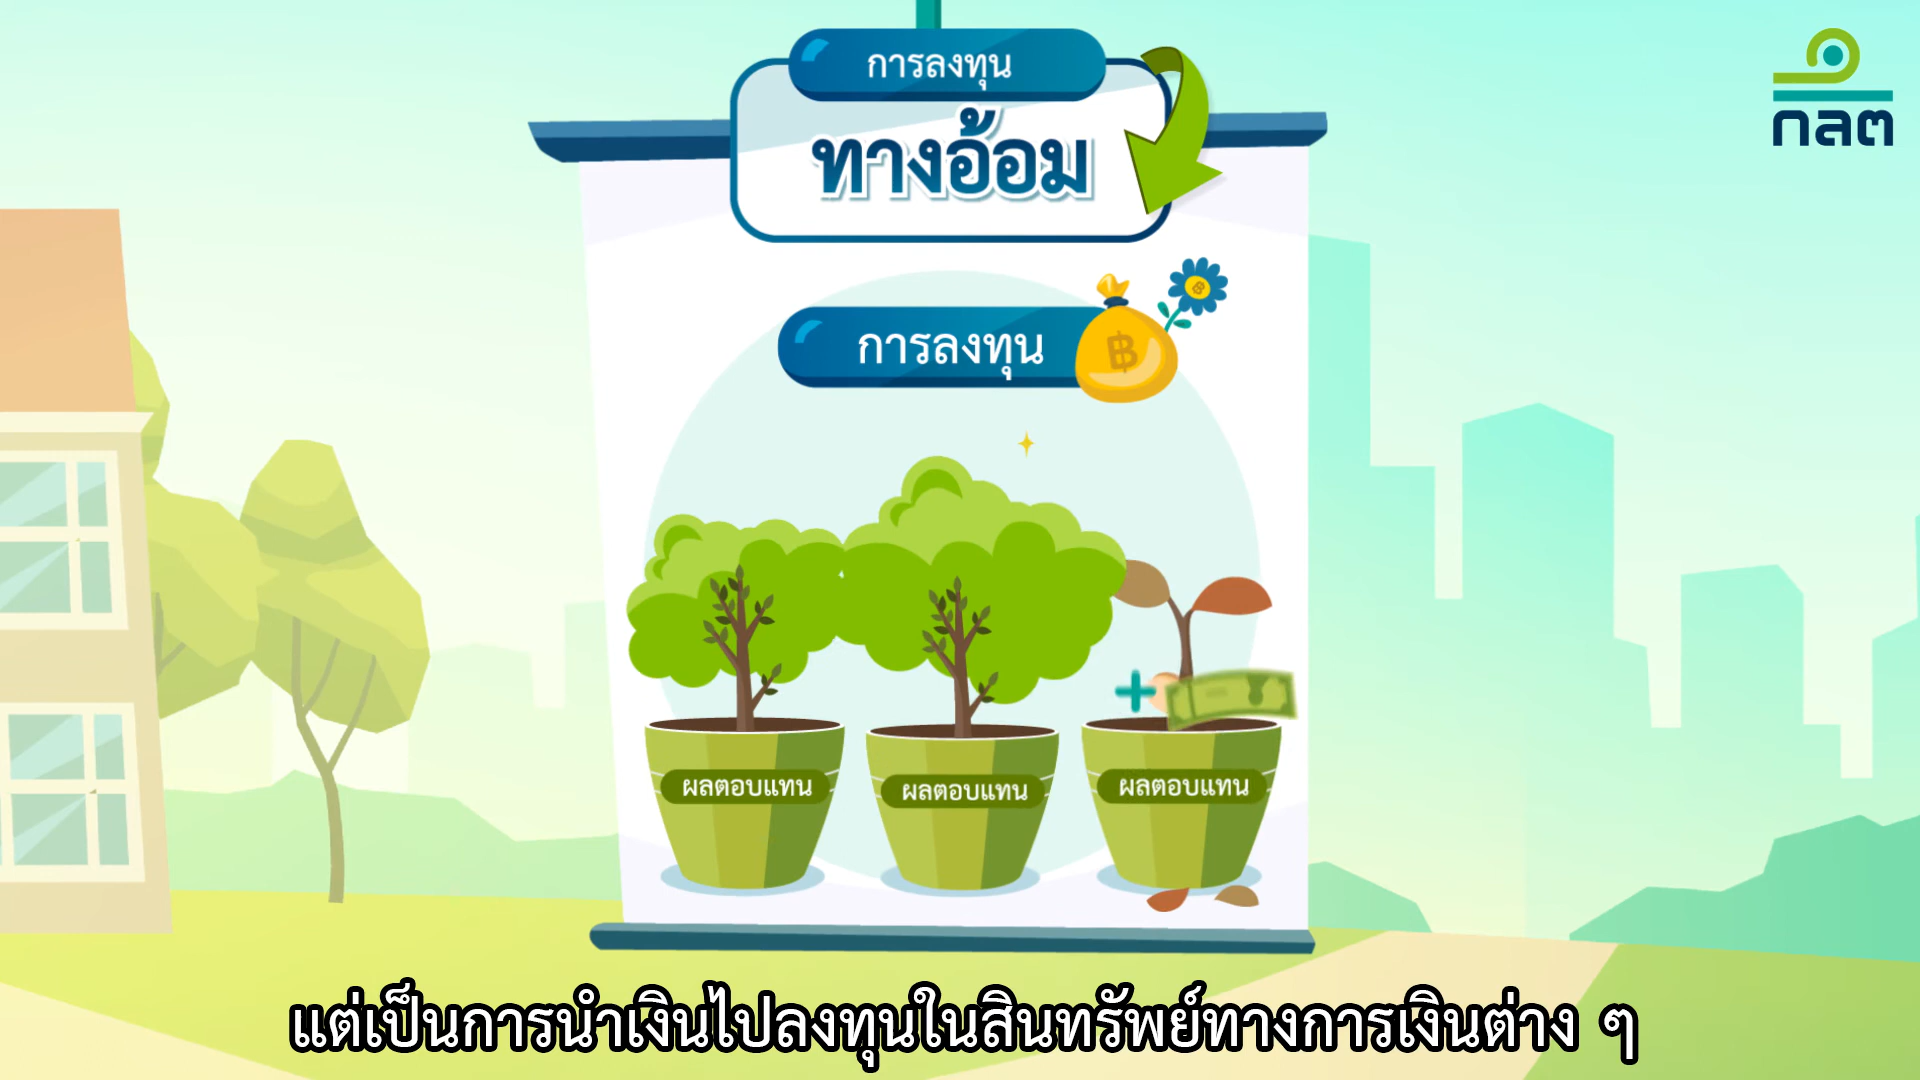 การลงทุน
ทางอ้อม
กลต
การลงทุน
ผลตอบแทน
ผลตอบแทน
ผลตอบแทน
แต่เป็นการนำเงินไปลงทุนในสินทรัพย์ทางการเงินต่าง ๆ